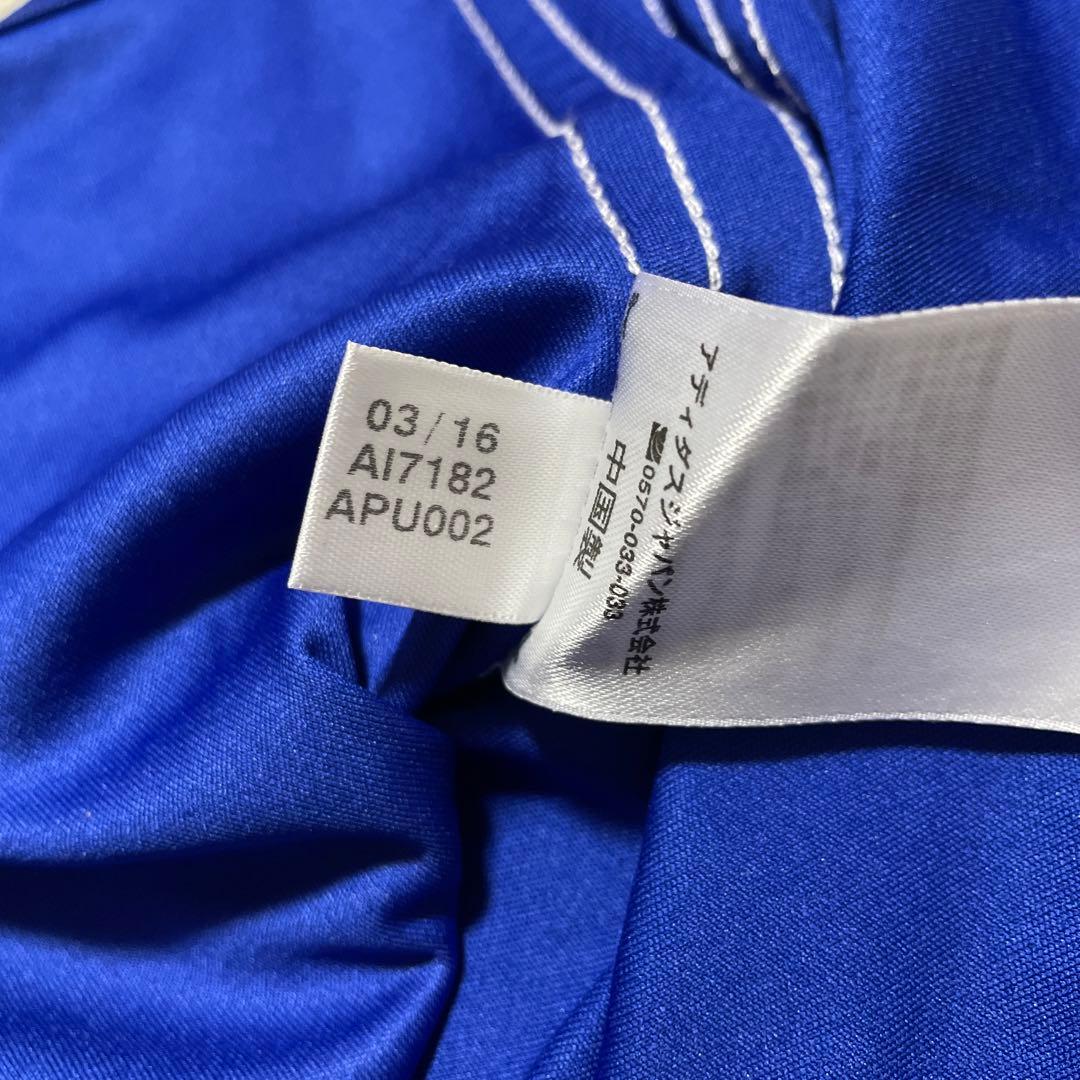 03/16
AI7182
APU002
アディダスジャパン株式会社
0570-033-033
中国製